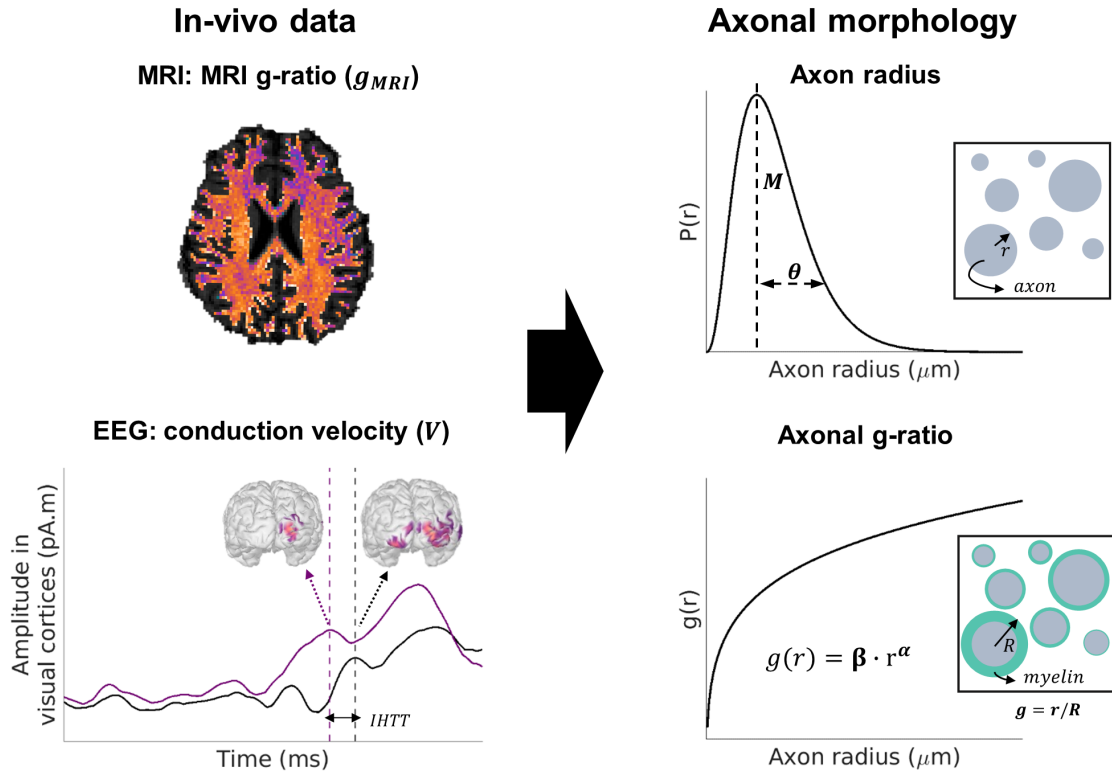 In-vivo data
MRI: MRI g-ratio (g_MRI)
EEG: conduction velocity (V)
Amplitude in
visual cortices (pA.m)
IHTT
Time (ms)
Axonal morphology
Axon radius
P(r)
M
θ
r
axon
Axon radius (μm)
Axonal g-ratio
g(r)
g(r) = β · r^α
R
myelin
g = r/R
Axon radius (μm)